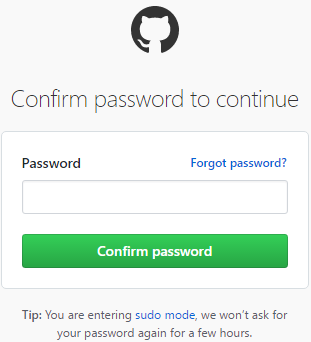 Confirm password to continue
Password
Forgot password?
Confirm password
Tip: You are entering sudo mode, we won’t ask for
your password again for a few hours.